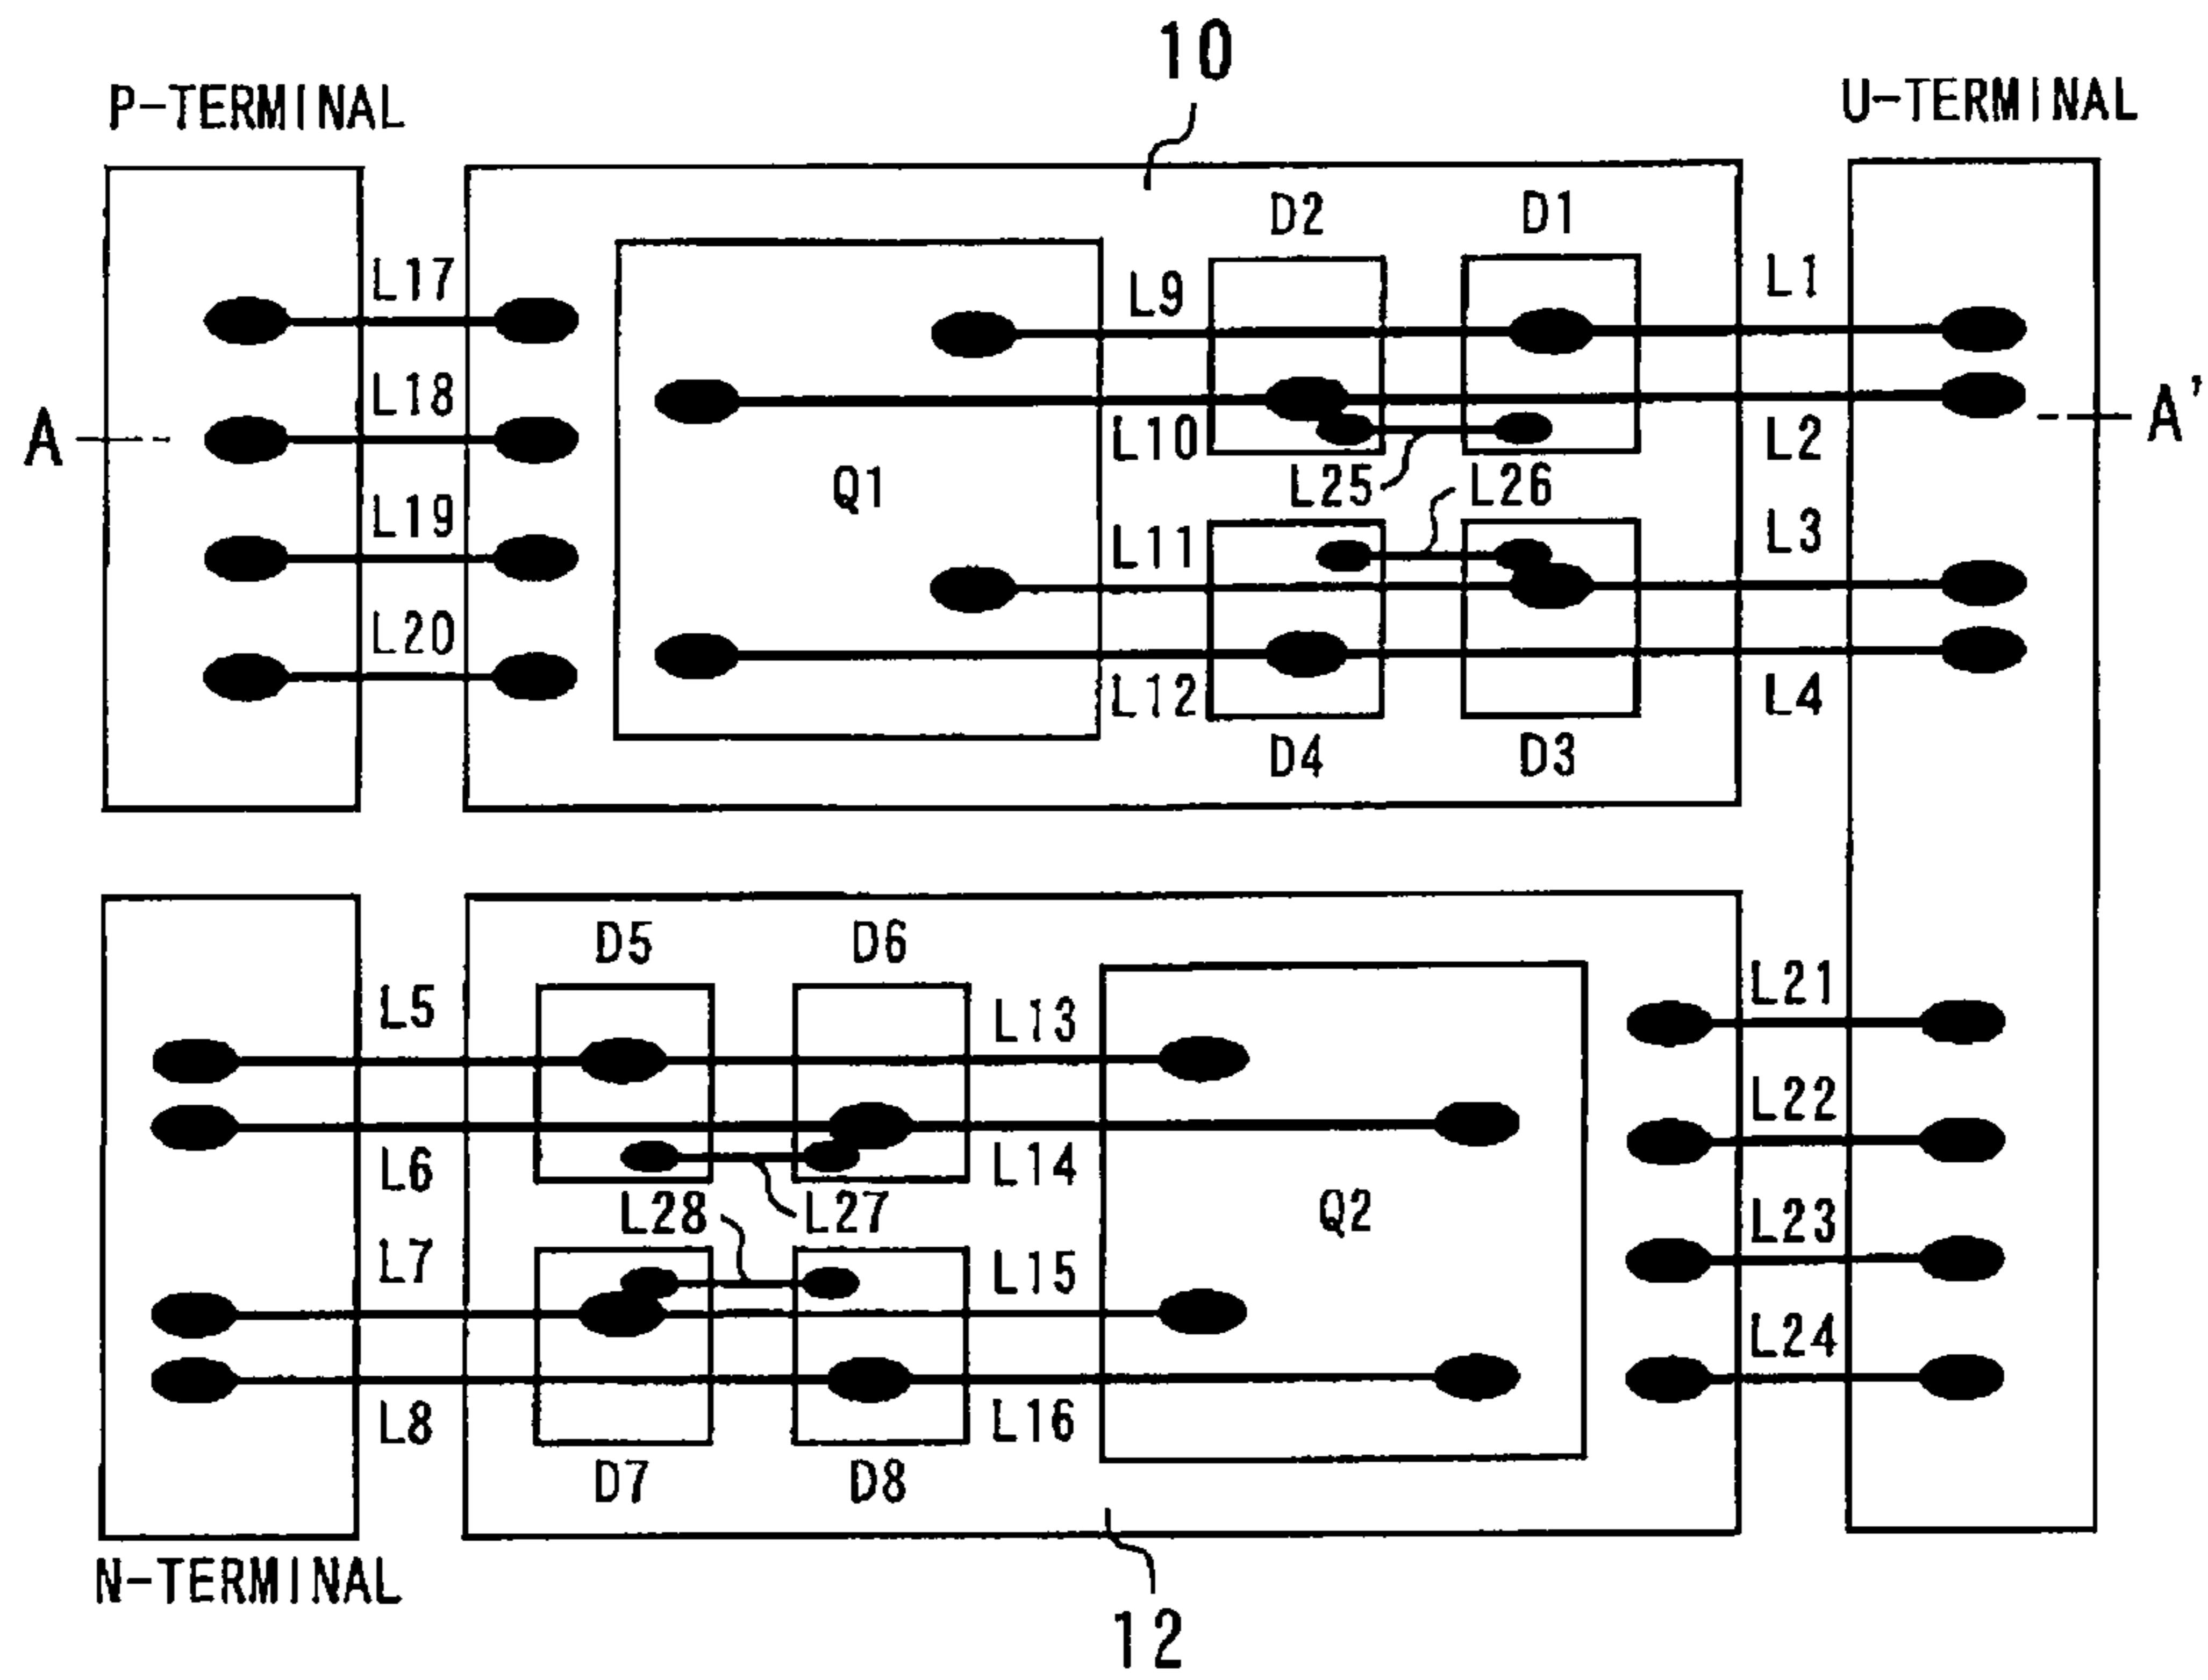 10
P-TERMINAL
U-TERMINAL
D2
D1
L17
L9
L1
L18
A
A'
L10
L2
Q1
L25
L26
L19
L11
L3
L20
L12
L4
D4
D3
D5
D6
L5
L13
L21
L22
L6
L14
L28
L27
Q2
L23
L7
L15
L24
L8
L16
D7
D8
N-TERMINAL
12